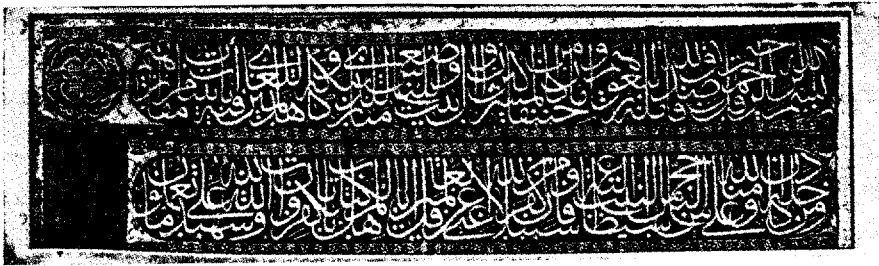 بسم الله الرحمن الرحيم قل صدق الله فاتبعوا ملة إبراهيم حنيفا وما كان من المشركين إن أول بيت وضع للناس للذي ببكة مباركا وهدى للعالمين فيه آيات بينات مقام إبراهيم
ومن دخله كان آمنا ولله على الناس حج البيت من استطاع إليه سبيلا ومن كفر فإن الله غني عن العالمين قل يا أهل الكتاب لم تكفرون بآيات الله والله شهيد على ما تعملون